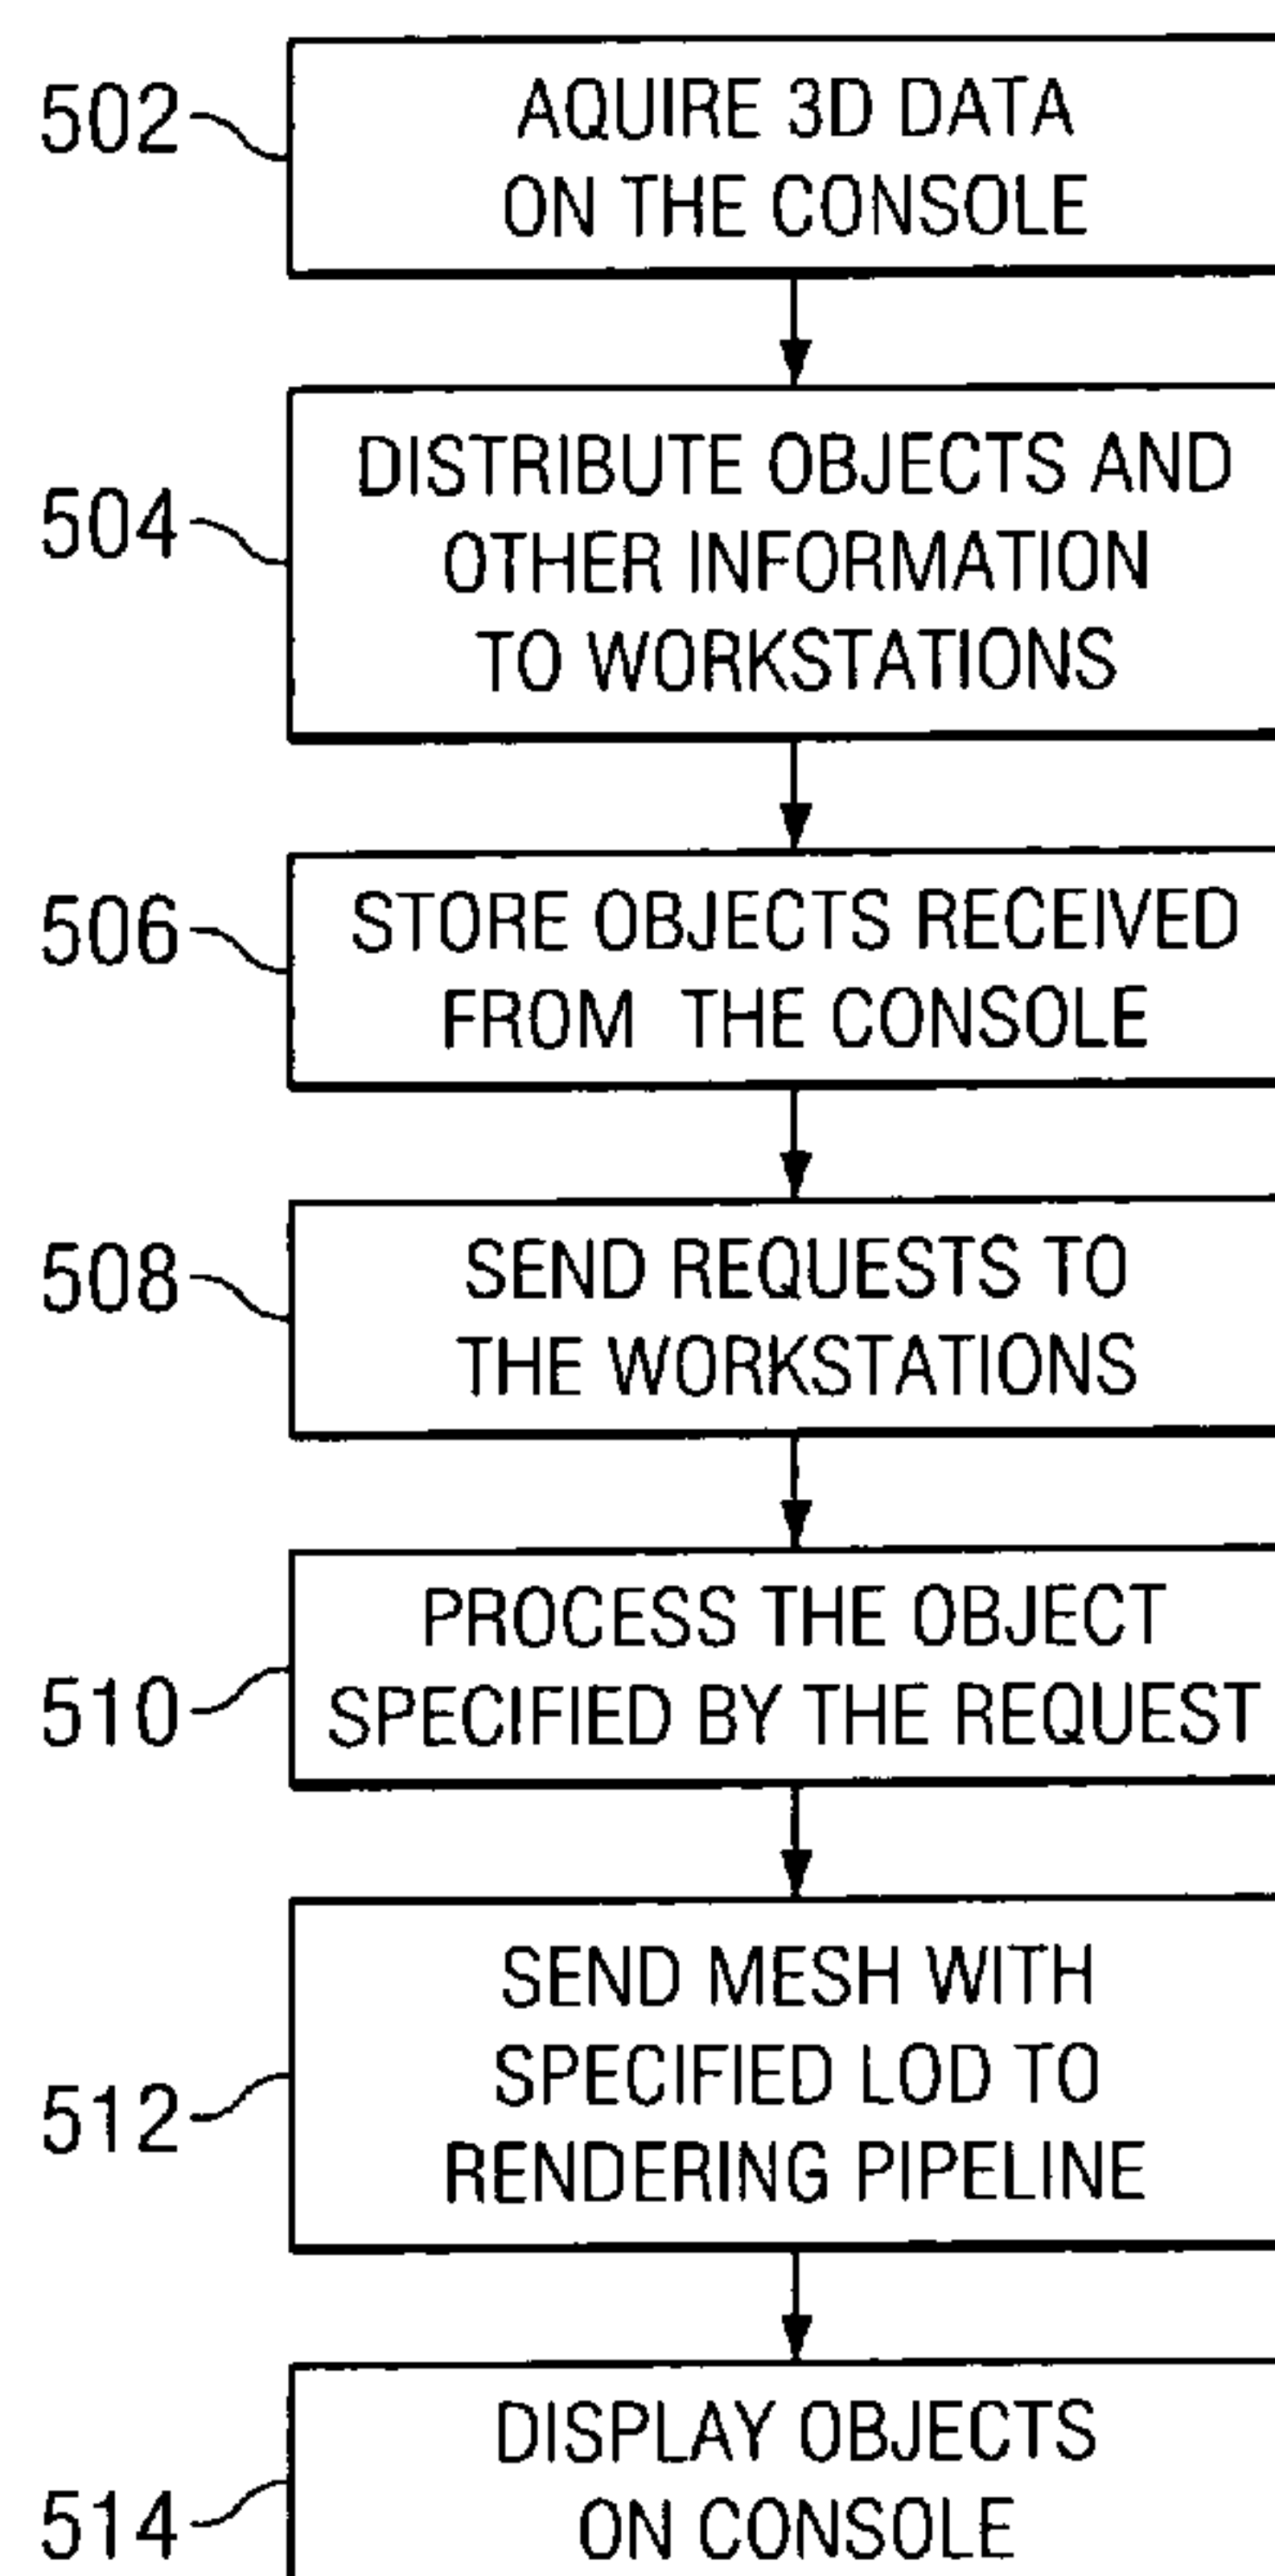 502
AQUIRE 3D DATA
ON THE CONSOLE
504
DISTRIBUTE OBJECTS AND
OTHER INFORMATION
TO WORKSTATIONS
506
STORE OBJECTS RECEIVED
FROM THE CONSOLE
508
SEND REQUESTS TO
THE WORKSTATIONS
510
PROCESS THE OBJECT
SPECIFIED BY THE REQUEST
512
SEND MESH WITH
SPECIFIED LOD TO
RENDERING PIPELINE
514
DISPLAY OBJECTS
ON CONSOLE